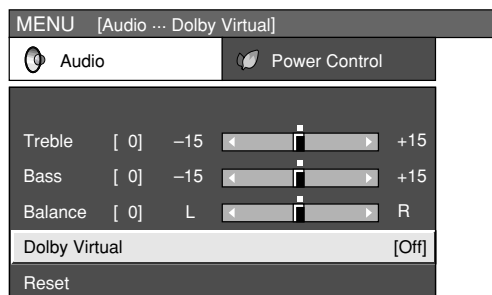 MENU [Audio ... Dolby Virtual]
Audio Power Control
Treble [ 0] –15 +15
Bass [ 0] –15 +15
Balance [ 0] L R
Dolby Virtual [Off]
Reset